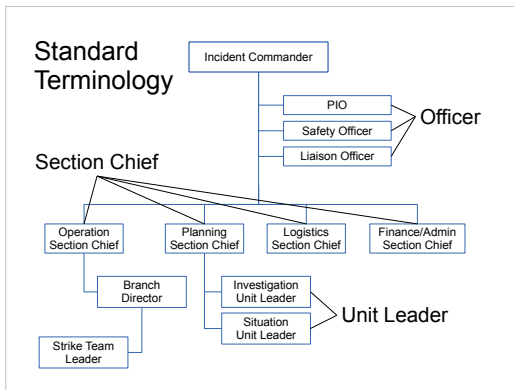 Standard
Terminology
Incident Commander
PIO
Safety Officer
Liaison Officer
Officer
Section Chief
Operation
Section Chief
Planning
Section Chief
Logistics
Section Chief
Finance/Admin
Section Chief
Branch
Director
Investigation
Unit Leader
Situation
Unit Leader
Unit Leader
Strike Team
Leader